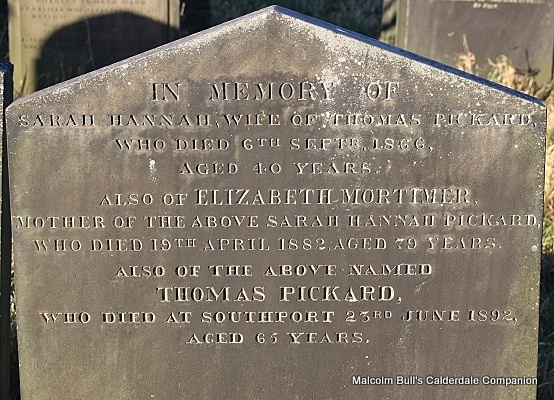 IN MEMORY OF
SARAH HANNAH, WIFE OF THOMAS PICKARD,
WHO DIED 6TH SEPTR, 1866,
AGED 40 YEARS.
ALSO OF ELIZABETH MORTIMER,
MOTHER OF THE ABOVE SARAH HANNAH PICKARD,
WHO DIED 19TH APRIL 1882, AGED 79 YEARS.
ALSO OF THE ABOVE-NAMED
THOMAS PICKARD,
WHO DIED AT SOUTHPORT 23RD JUNE 1892,
AGED 65 YEARS.
Malcolm Bull's Calderdale Companion